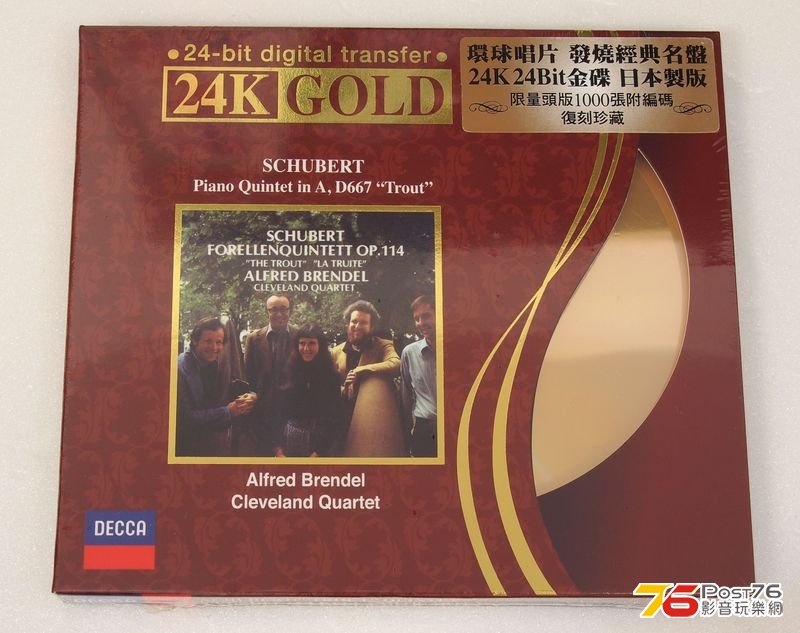 •24-bit digital transfer•
24K GOLD
環球唱片 發燒經典名盤
24K 24Bit金碟 日本製版
限量頭版1000張附編碼
復刻珍藏
SCHUBERT
Piano Quintet in A, D667 “Trout”
SCHUBERT
FORELLENQUINTETT OP.114
"THE TROUT" "LA TRUITE"
ALFRED BRENDEL
CLEVELAND QUARTET
Alfred Brendel
Cleveland Quartet
DECCA
76 Post76
影音玩樂網